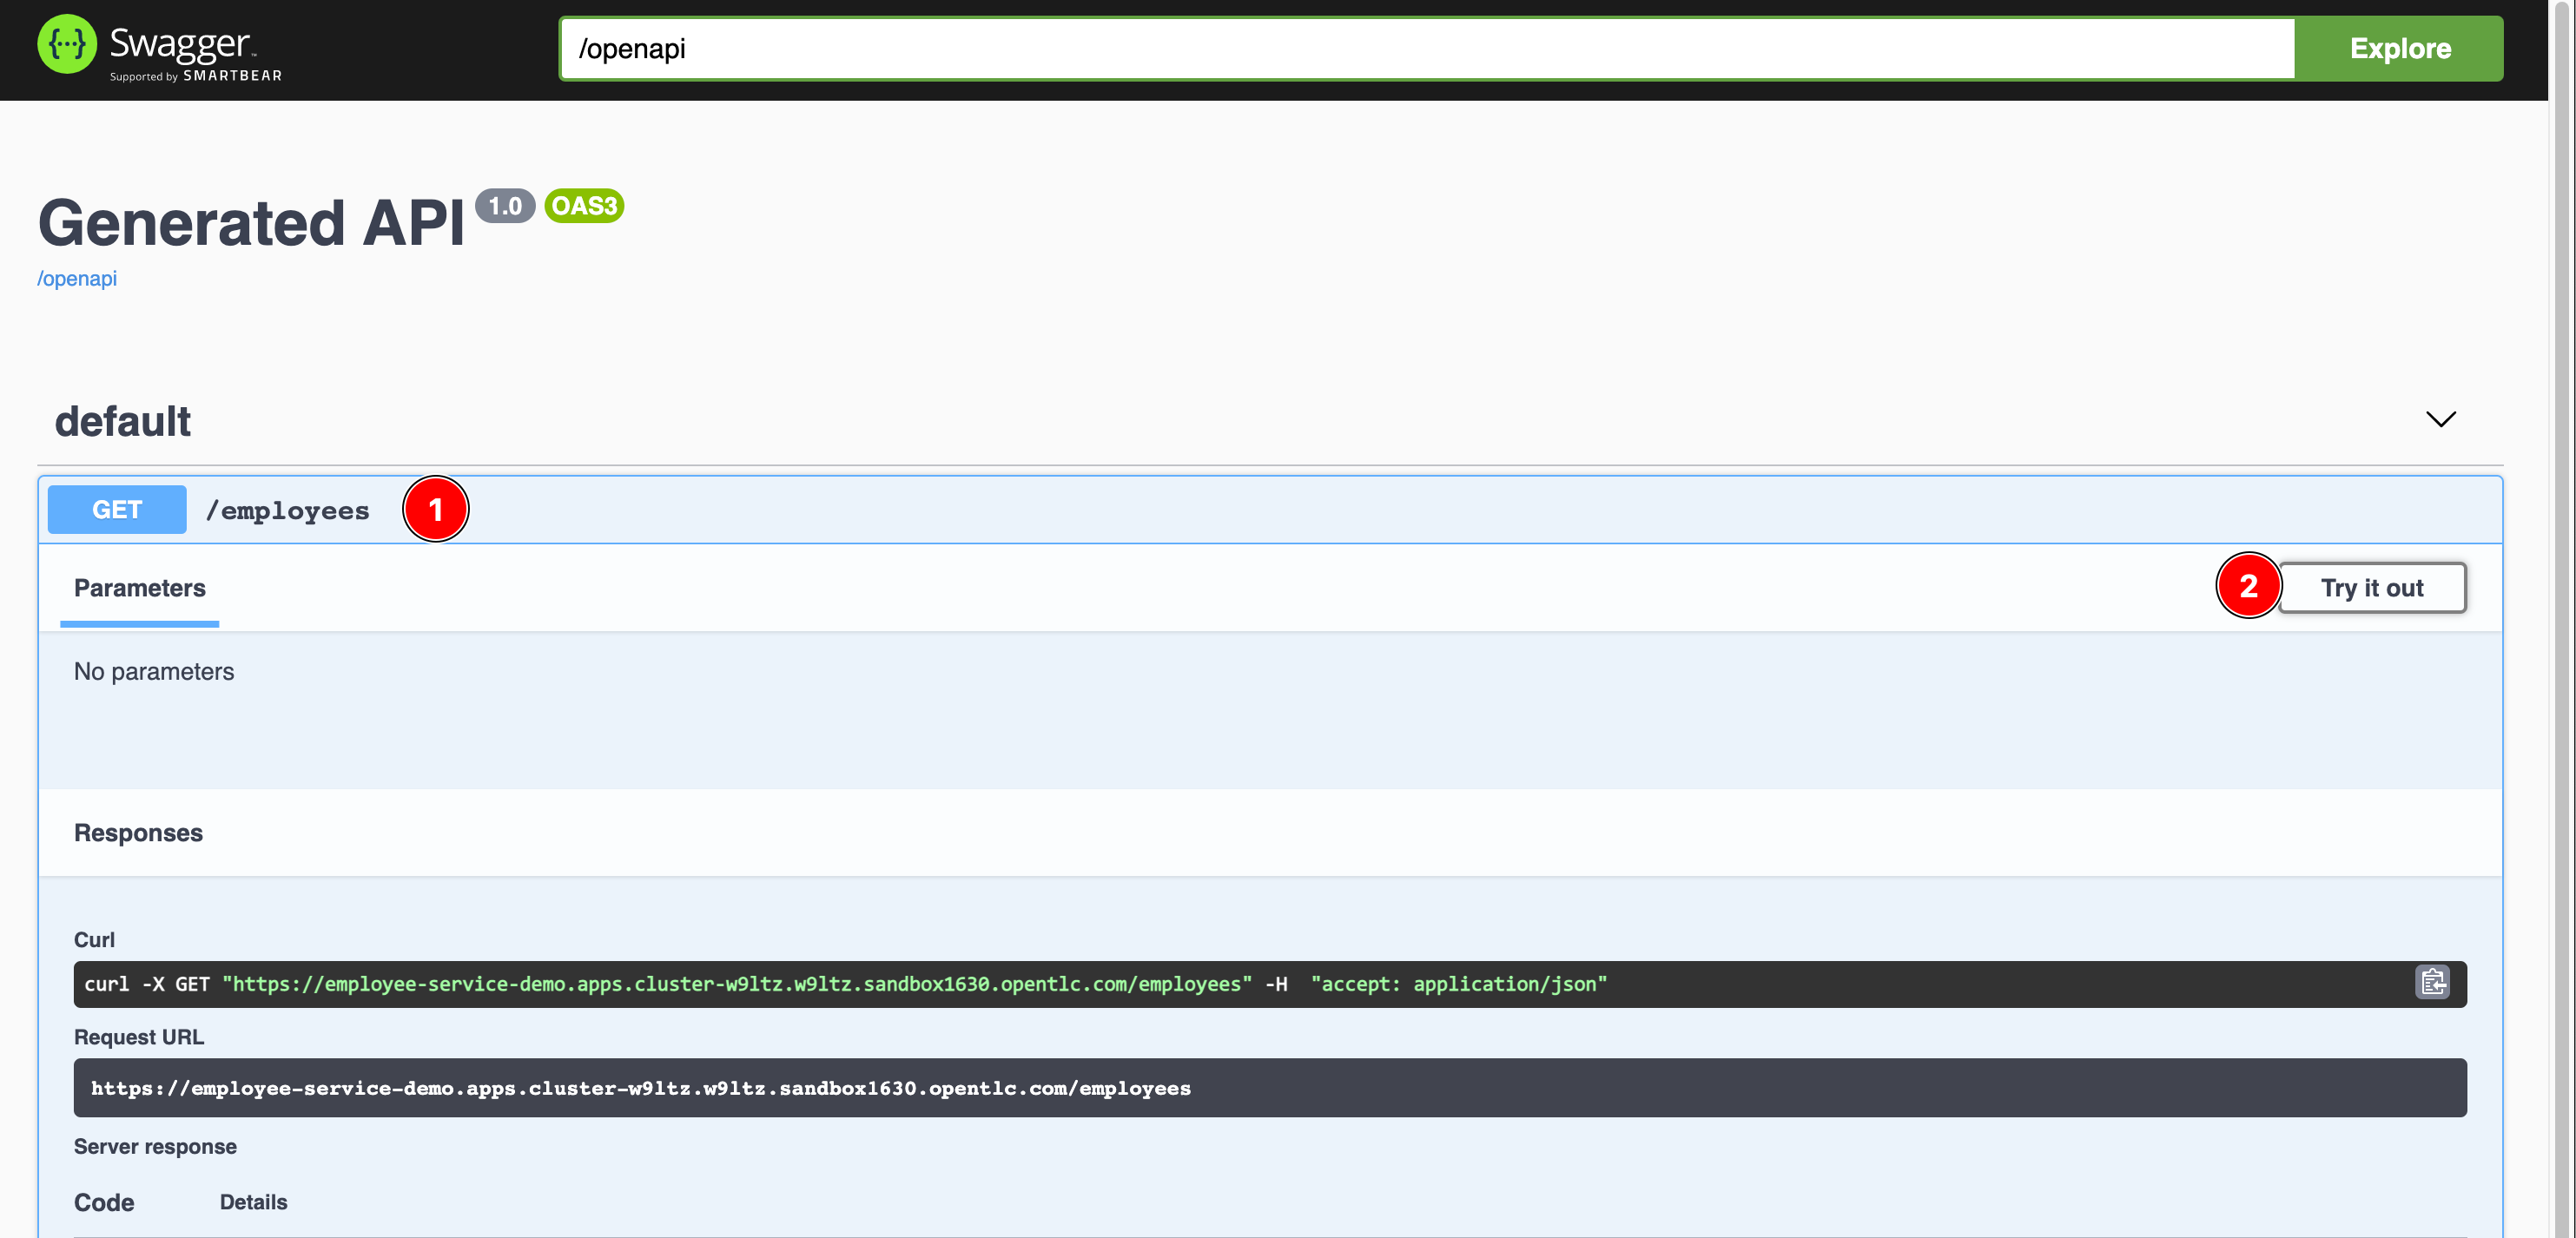 Swagger™
Supported by SMARTBEAR
/openapi
Explore
Generated API 1.0 OAS3
/openapi
default
GET /employees 1
Parameters
2 Try it out
No parameters
Responses
Curl
curl -X GET "https://employee-service-demo.apps.cluster-w9ltz.w9ltz.sandbox1630.opentlc.com/employees" -H  "accept: application/json"
Request URL
https://employee-service-demo.apps.cluster-w9ltz.w9ltz.sandbox1630.opentlc.com/employees
Server response
Code Details